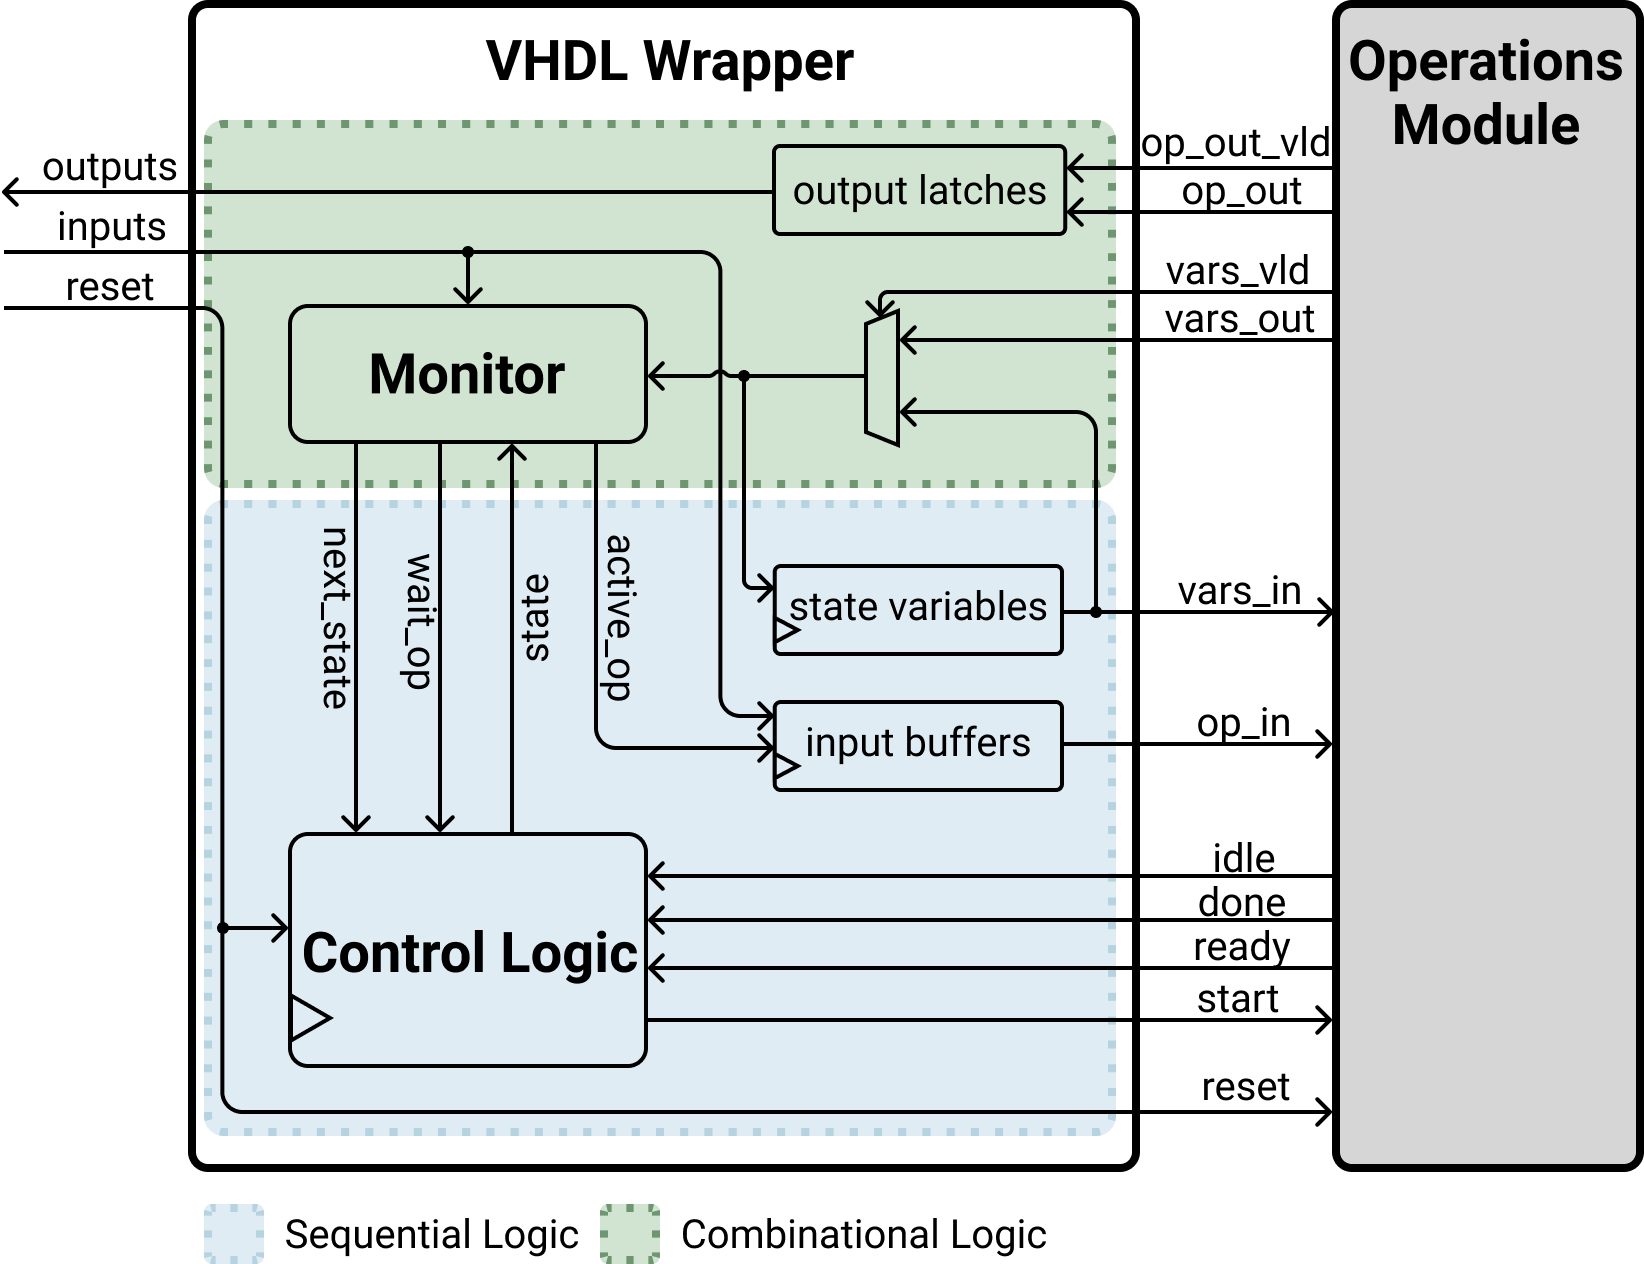 VHDL Wrapper
Operations
Module
outputs
inputs
reset
output latches
op_out_vld
op_out
vars_vld
vars_out
Monitor
next_state
wait_op
state
active_op
state variables
vars_in
input buffers
op_in
Control Logic
idle
done
ready
start
reset
Sequential Logic
Combinational Logic